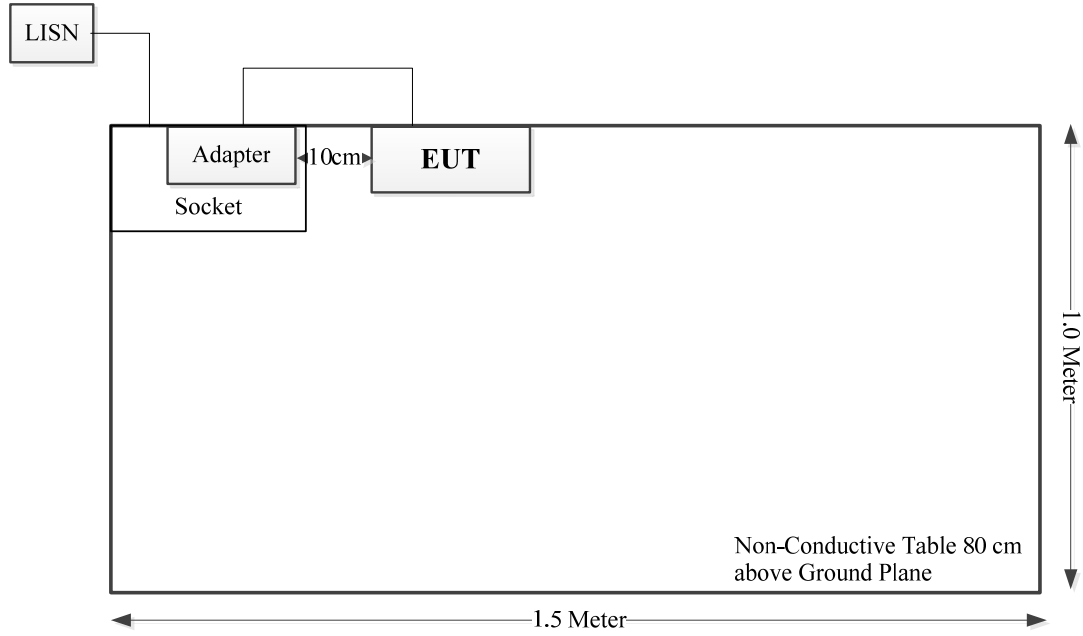 LISN
Adapter
10cm
EUT
Socket
1.0 Meter
Non-Conductive Table 80 cm
above Ground Plane
1.5 Meter